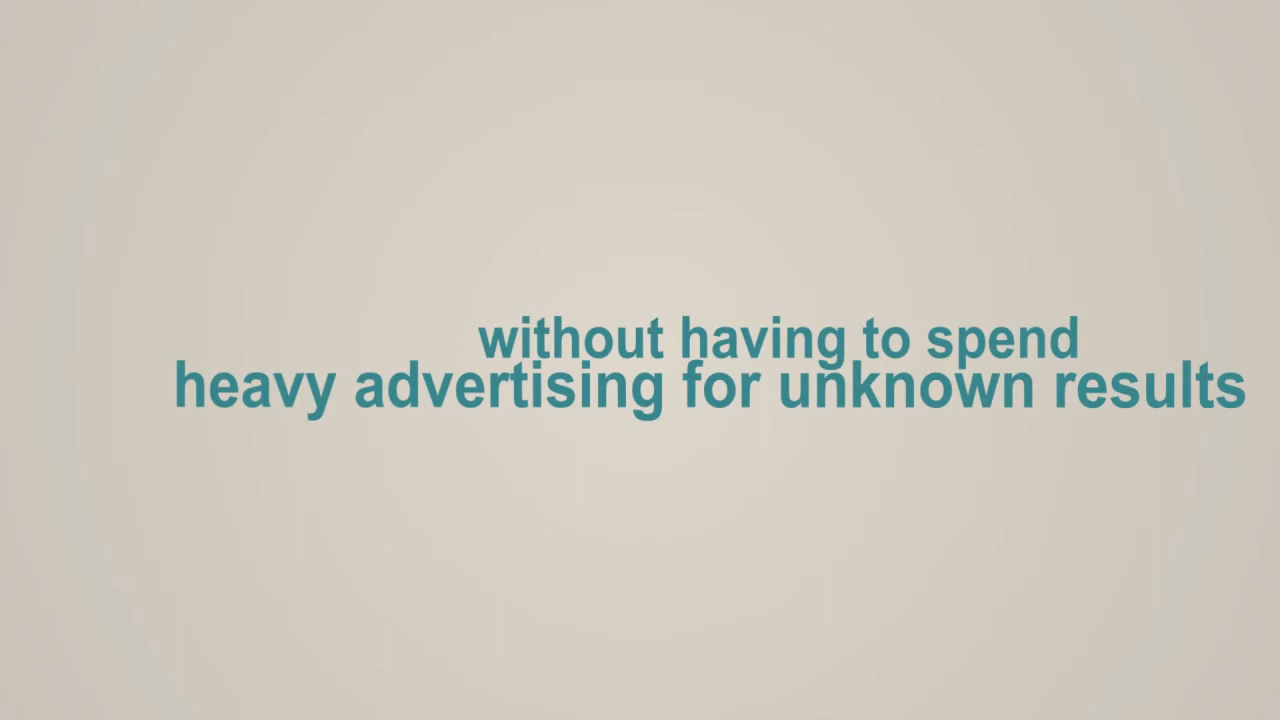 without having to spend
heavy advertising for unknown results